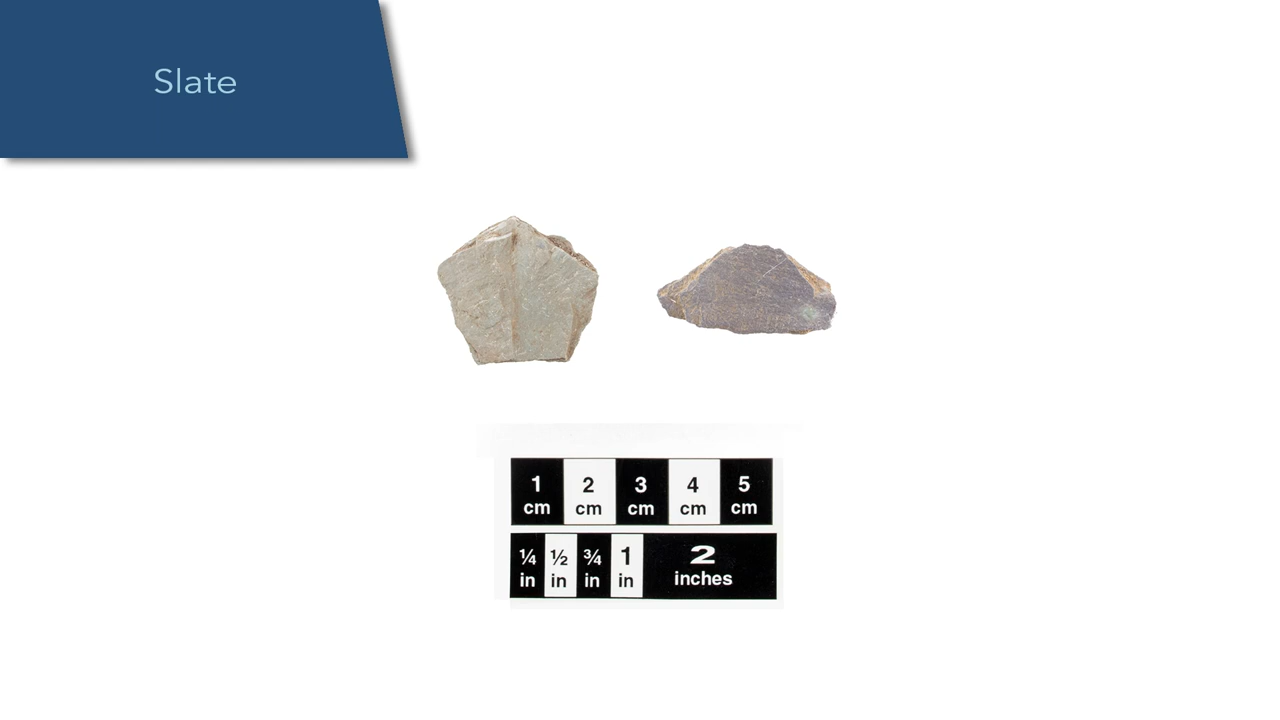 Slate
1 2 3 4 5
cm cm cm cm cm
¼ ½ ¾ 1 2
in in in in inches